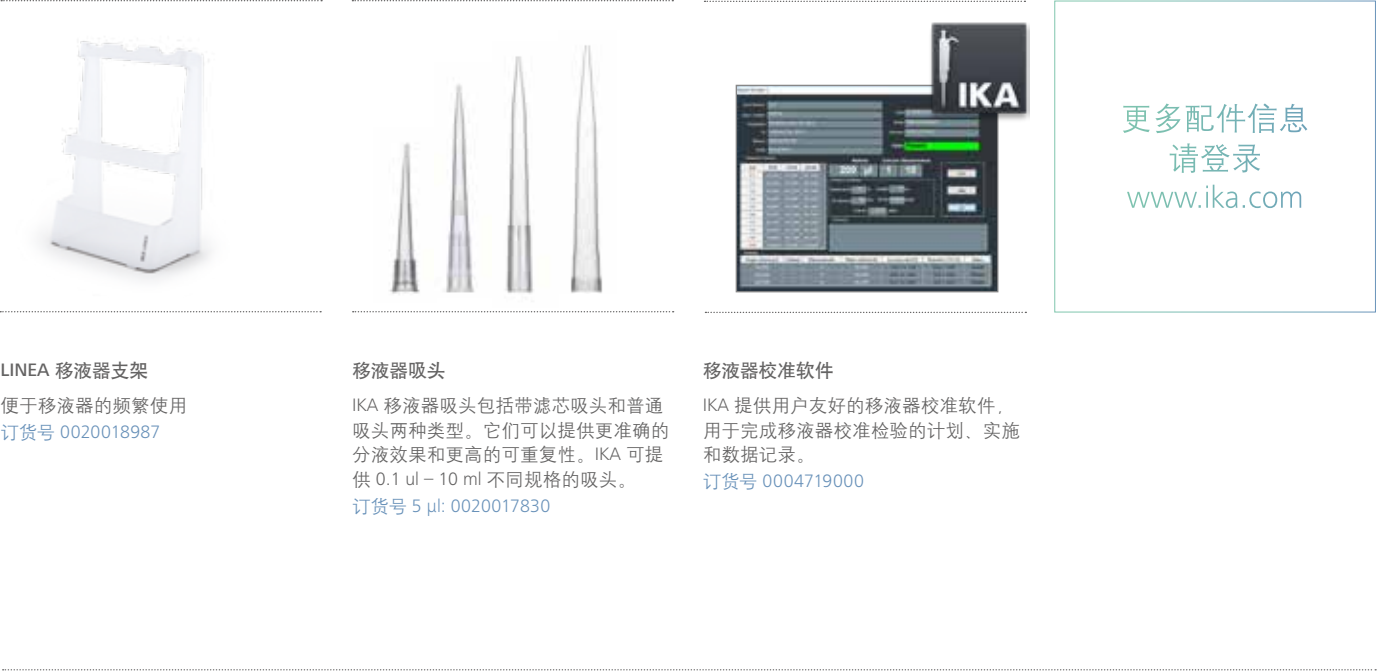 IKA
200 µl 1 10
更多配件信息
请登录
www.ika.com
LINEA 移液器支架
便于移液器的频繁使用
订货号 0020018987
移液器吸头
IKA 移液器吸头包括带滤芯吸头和普通
吸头两种类型。它们可以提供更准确的
分液效果和更高的可重复性。IKA 可提
供 0.1 ul – 10 ml 不同规格的吸头。
订货号 5 µl: 0020017830
移液器校准软件
IKA 提供用户友好的移液器校准软件，
用于完成移液器校准检验的计划、实施
和数据记录。
订货号 0004719000